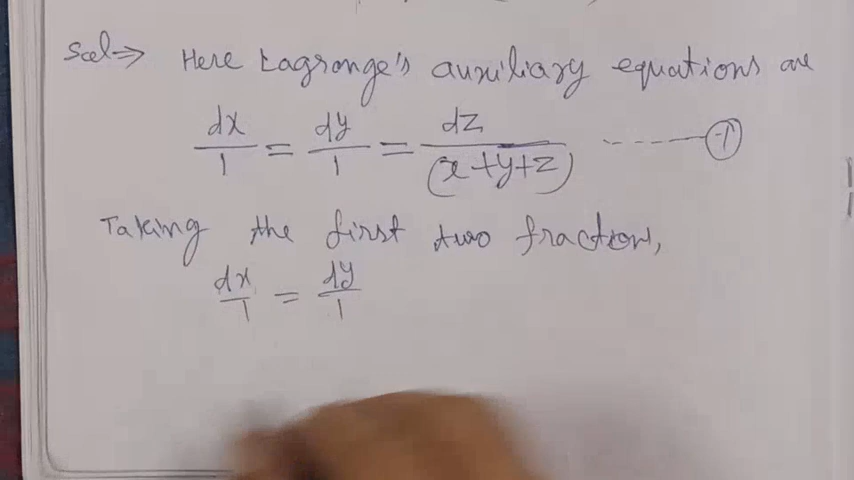 Sol⇒ Here Lagrange's auxiliary equations are
dx/1 = dy/1 = dz/(x+y+z) ------ ①
Taking the first two fraction,
dx/1 = dy/1